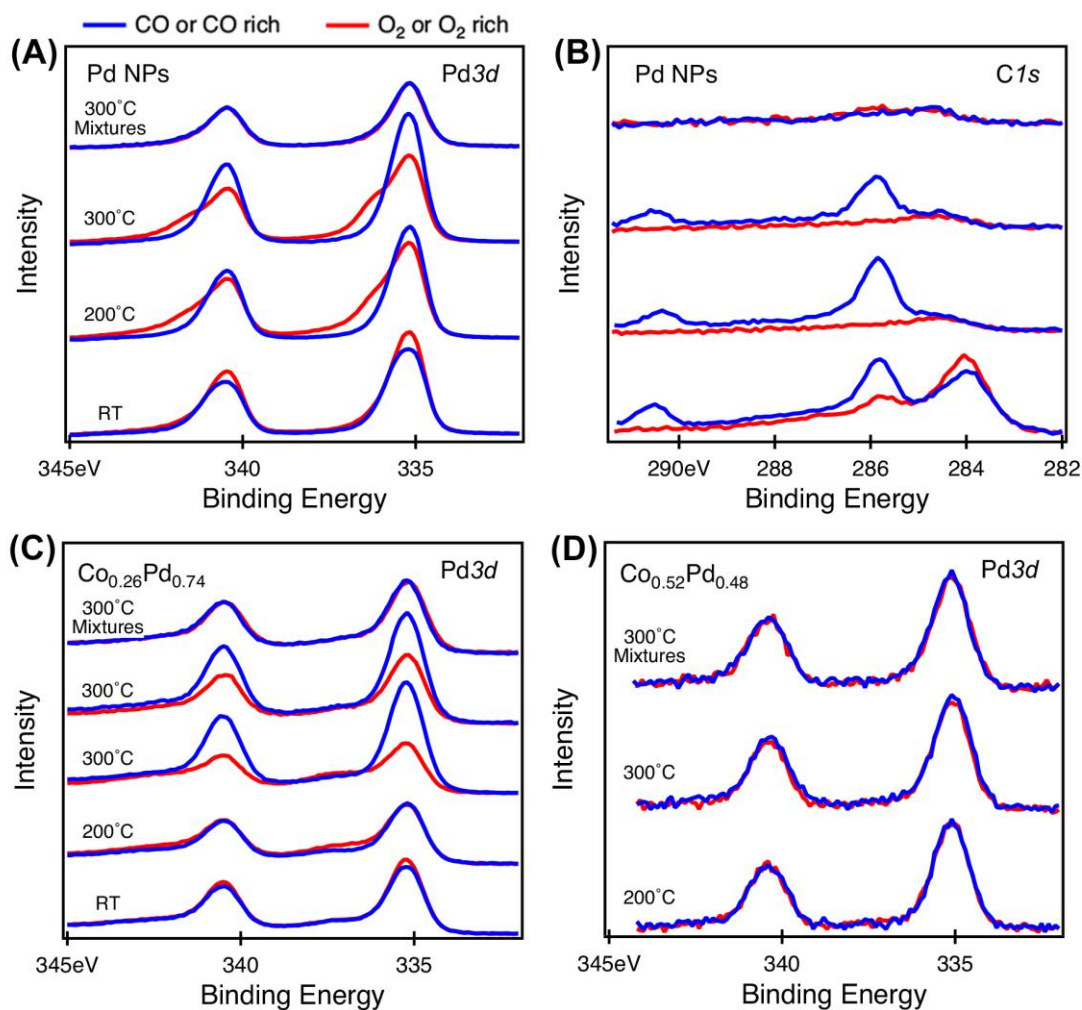 CO or CO rich O₂ or O₂ rich
(A)
Pd NPs Pd3d
300°C
Mixtures
300°C
200°C
RT
Intensity
345eV 340 335
Binding Energy
(B)
Pd NPs C1s
Intensity
290eV 288 286 284 282
Binding Energy
(C)
Co₀.₂₆Pd₀.₇₄ Pd3d
300°C
Mixtures
300°C
300°C
200°C
RT
Intensity
345eV 340 335
Binding Energy
(D)
Co₀.₅₂Pd₀.₄₈ Pd3d
300°C
Mixtures
300°C
200°C
Intensity
345eV 340 335
Binding Energy